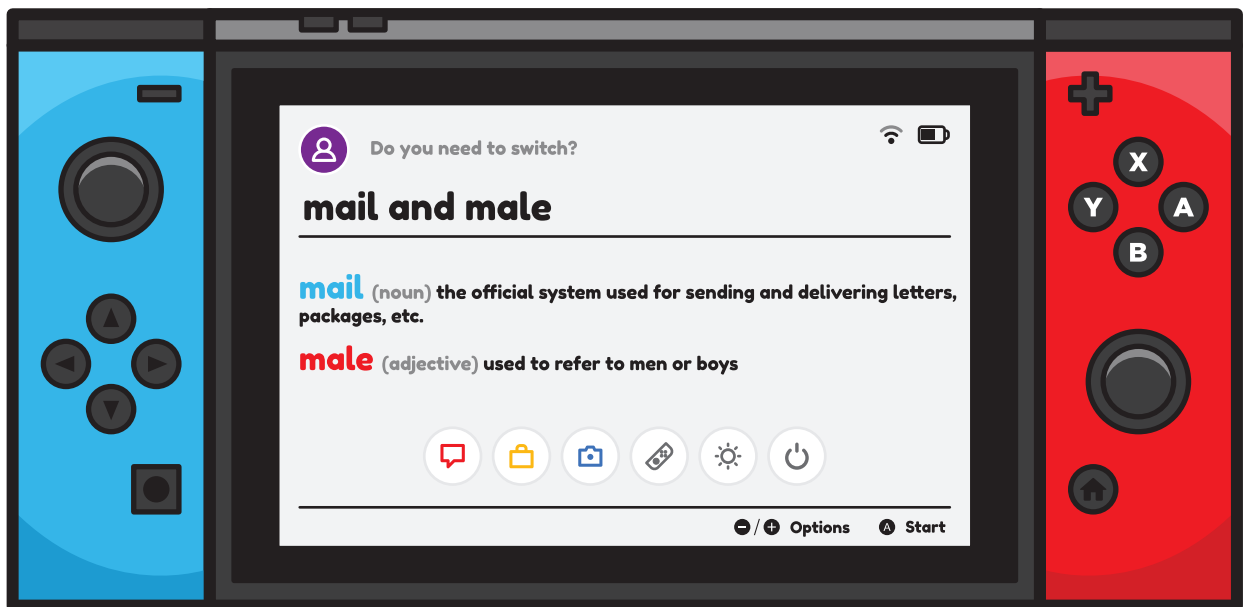 Do you need to switch?
mail and male
X
Y
A
B
mail (noun) the official system used for sending and delivering letters,
packages, etc.
male (adjective) used to refer to men or boys
−/+ Options A Start